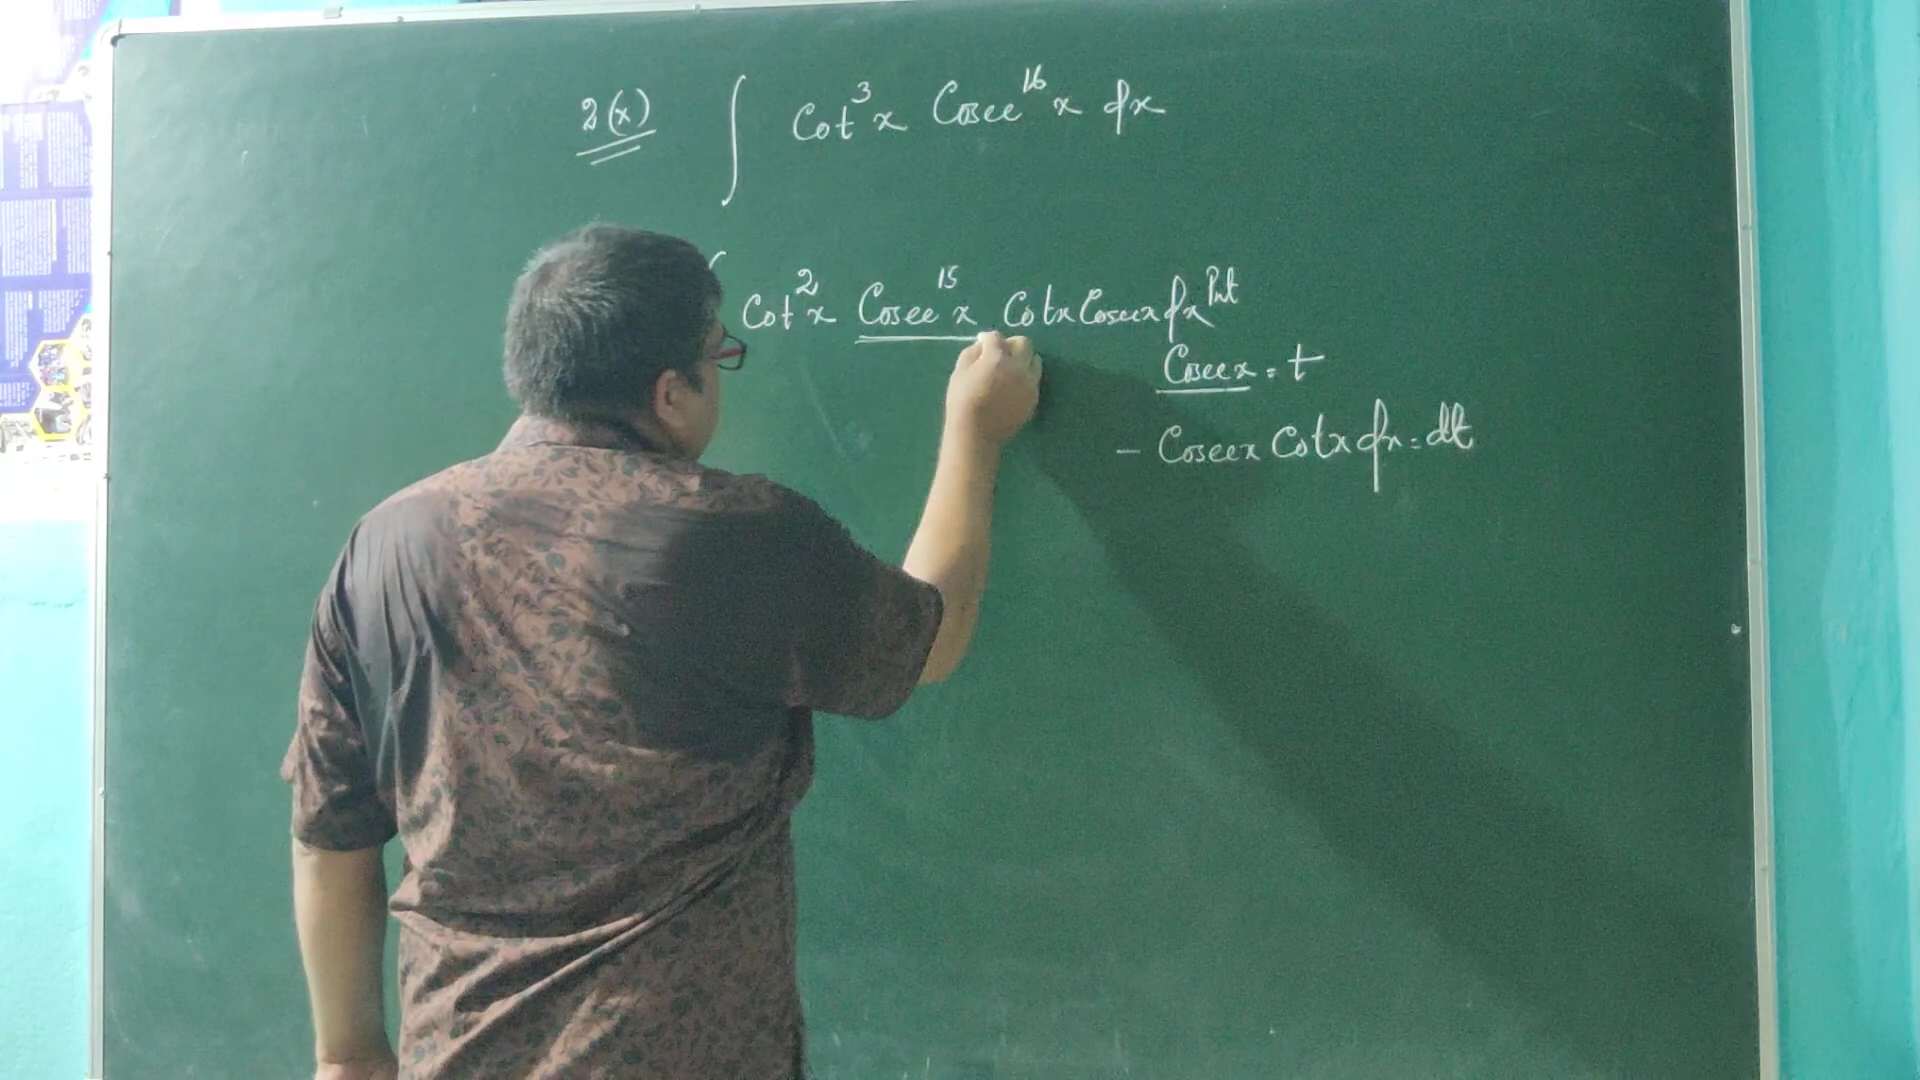 2(x) ∫ Cot³x Cosec¹⁶x dx
∫ Cot²x Cosec¹⁵x Cotx Cosecx dx Put
Cosecx = t
- Cosecx Cotx dx = dt